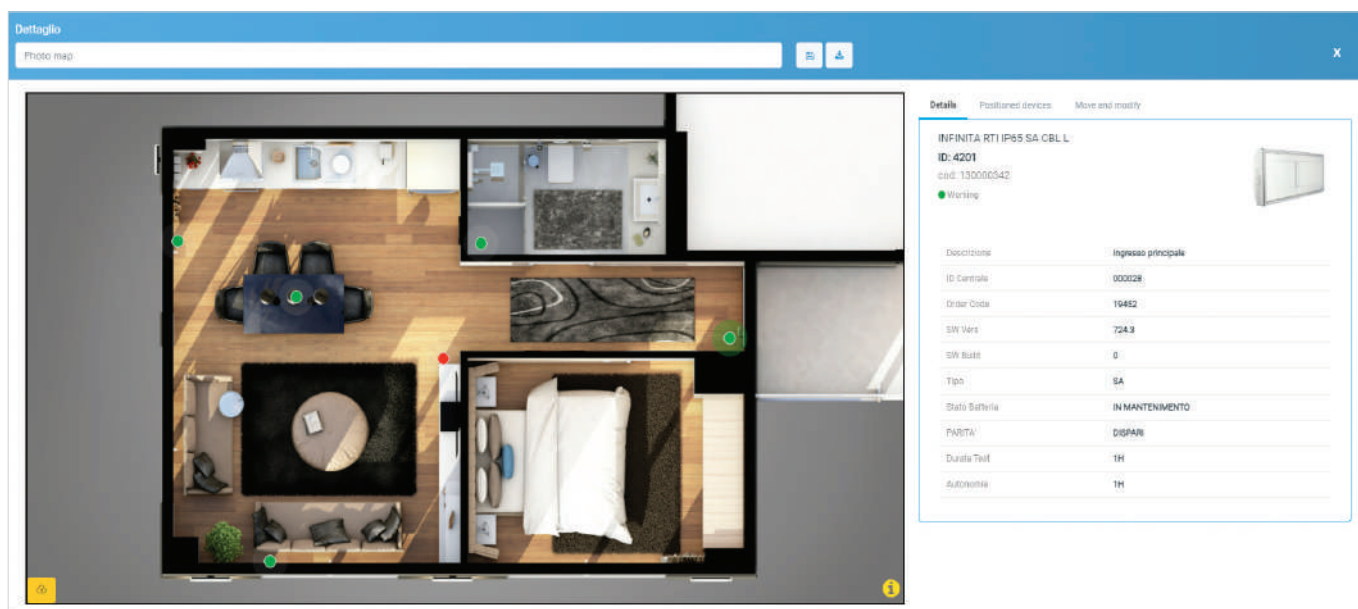 Dettaglio
Photo map
X
Details Positioned devices Move and modify
INFINITA RTI IP65 SA CBL L
ID: 4201
cod: 130000342
Working
Descrizione Ingresso principale
ID Centrale 000028
Order Code 19452
SW Vers 724.3
SW Build 0
Tipo SA
Stato Batteria IN MANTENIMENTO
PARITA' DISPARI
Durata Test 1H
Autonomia 1H
i